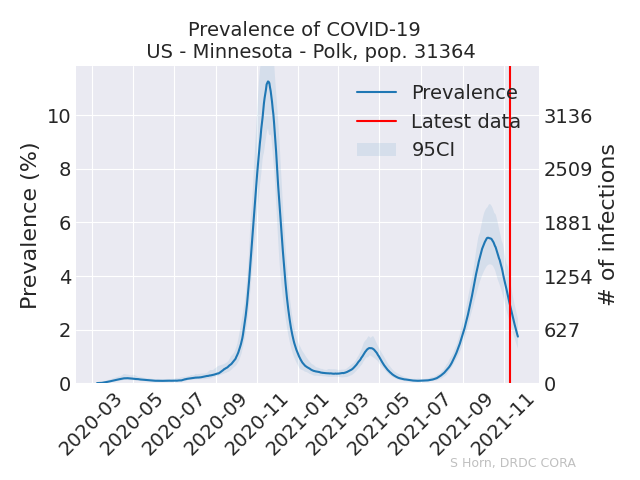 Prevalence of COVID-19
US - Minnesota - Polk, pop. 31364
Prevalence
Latest data
95CI
Prevalence (%)
10
8
6
4
2
0
3136
2509
1881
1254
627
0
# of infections
2020-03
2020-05
2020-07
2020-09
2020-11
2021-01
2021-03
2021-05
2021-07
2021-09
2021-11
S Horn, DRDC CORA